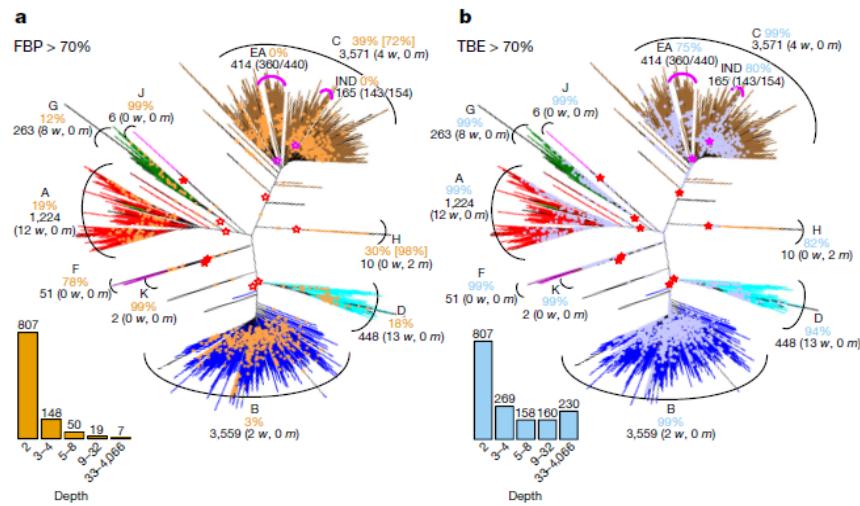 a
FBP > 70%
C 39% [72%]
3,571 (4 w, 0 m)
EA 0%
414 (360/440)
IND 0%
165 (143/154)
J
99%
6 (0 w, 0 m)
G
12%
263 (8 w, 0 m)
A
19%
1,224
(12 w, 0 m)
H
30% [98%]
10 (0 w, 2 m)
F
78%
51 (0 w, 0 m)
K
99%
2 (0 w, 0 m)
D
18%
448 (13 w, 0 m)
B
3%
3,559 (2 w, 0 m)
807
148
50
19
7
2
3–4
5–8
9–32
33–4,066
Depth
b
TBE > 70%
C 99%
3,571 (4 w, 0 m)
EA 75%
414 (360/440)
IND 80%
165 (143/154)
J
99%
6 (0 w, 0 m)
G
99%
263 (8 w, 0 m)
A
99%
1,224
(12 w, 0 m)
H
82%
10 (0 w, 2 m)
F
99%
51 (0 w, 0 m)
K
99%
2 (0 w, 0 m)
D
94%
448 (13 w, 0 m)
B
99%
3,559 (2 w, 0 m)
807
269
158
160
230
2
3–4
5–8
9–32
33–4,066
Depth